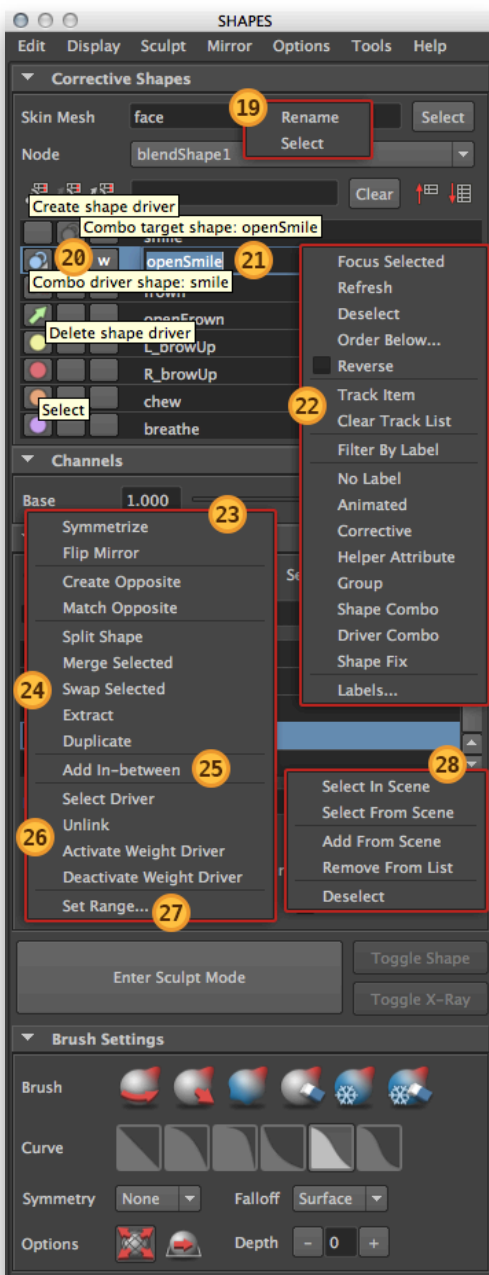 SHAPES
Edit Display Sculpt Mirror Options Tools Help
Corrective Shapes
19
Skin Mesh face Rename Select
Node blendShape1 Select
Clear
Create shape driver
Combo target shape: openSmile
smile
20 w openSmile 21
Combo driver shape: smile
frown
openFrown
Delete shape driver
L_browUp
R_browUp
chew
Select
breathe
Focus Selected
Refresh
Deselect
Order Below...
Reverse
22
Track Item
Clear Track List
Filter By Label
No Label
Animated
Corrective
Helper Attribute
Group
Shape Combo
Driver Combo
Shape Fix
Labels...
Channels
Base 1.000
23
Symmetrize
Flip Mirror
Create Opposite
Match Opposite
Split Shape
Merge Selected
24 Swap Selected
Extract
Duplicate
Add In-between 25
Select Driver
26 Unlink
Activate Weight Driver
Deactivate Weight Driver
Set Range... 27
28
Select In Scene
Select From Scene
Add From Scene
Remove From List
Deselect
Enter Sculpt Mode
Toggle Shape
Toggle X-Ray
Brush Settings
Brush
Curve
Symmetry None Falloff Surface
Options Depth - 0 +